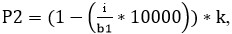 P2 = (1 − (i/b1 * 10000)) * k,